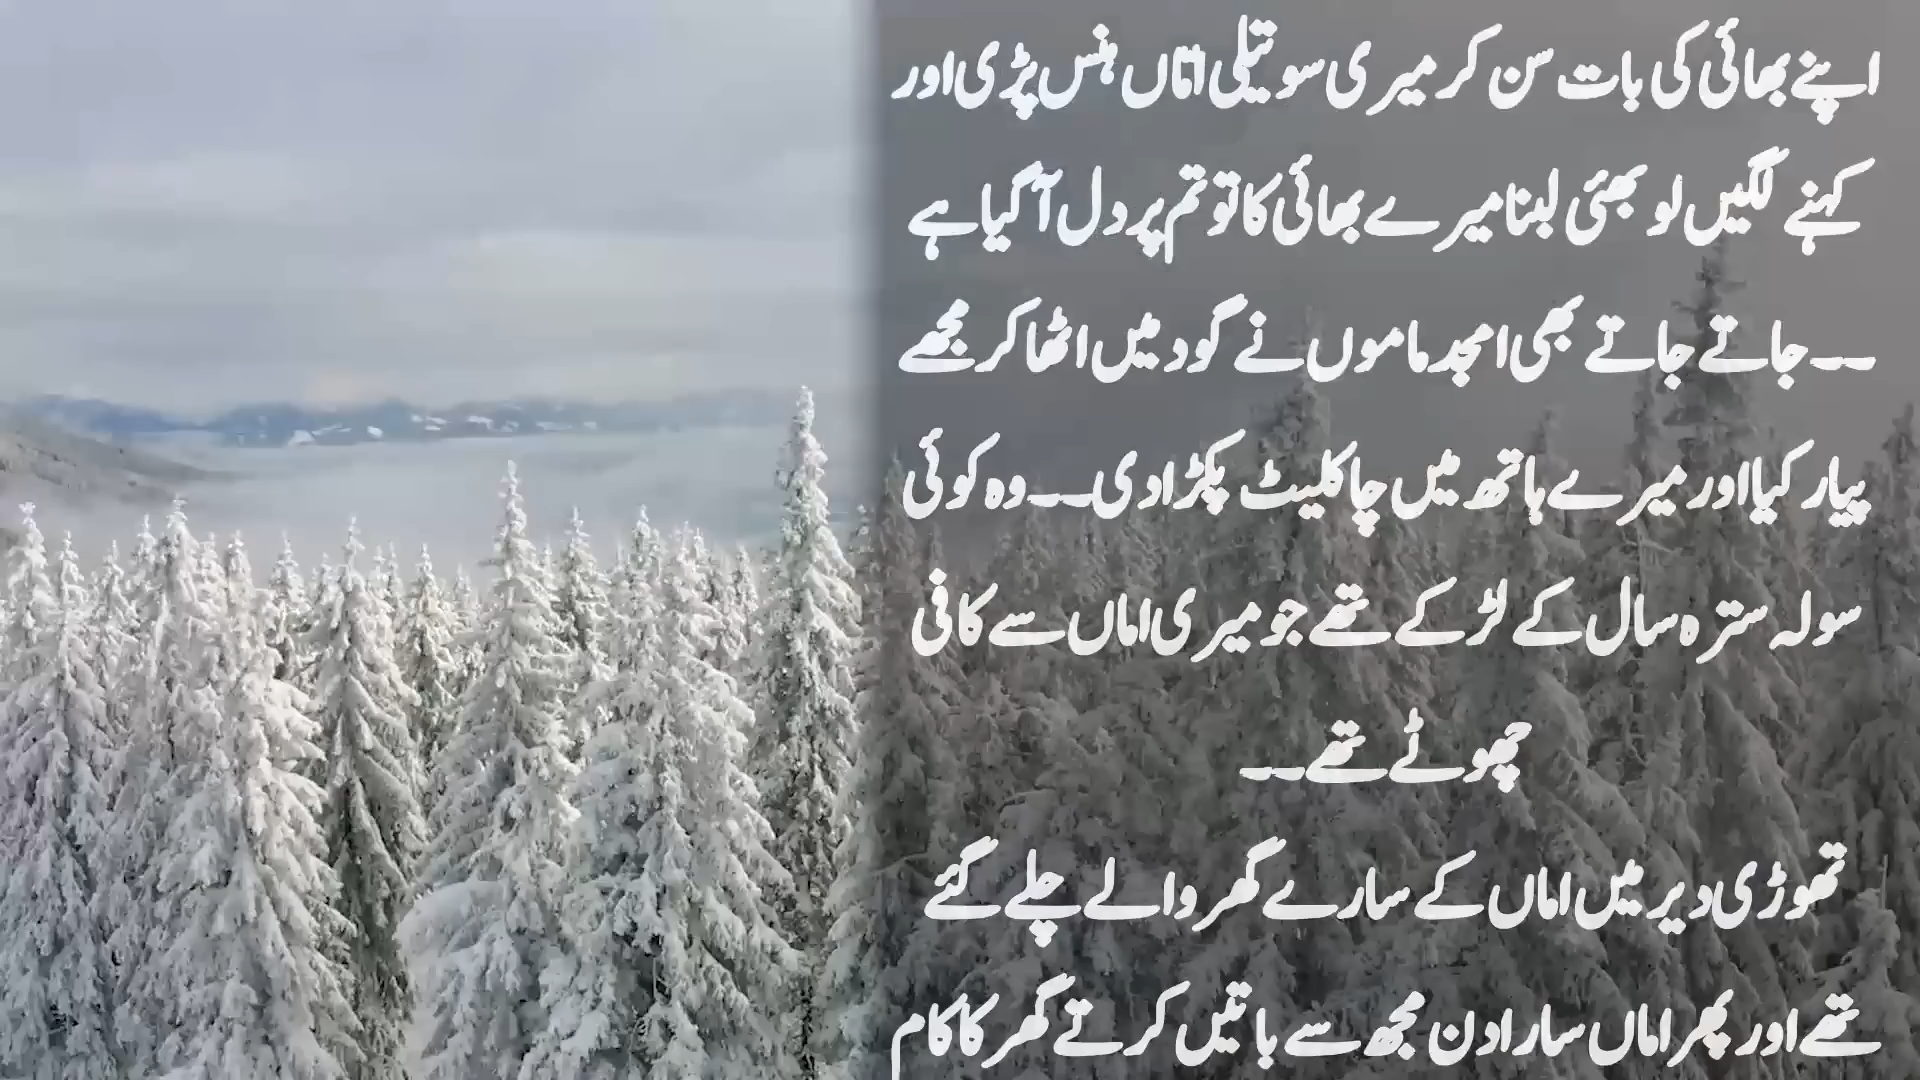 اپنے بھائی کی بات سن کر میری سوتیلی اماں ہنس پڑی اور
کہنے لگیں لو بھئی لبنا میرے بھائی کا تو تم پر دل آ گیا ہے
۔۔جاتے جاتے بھی امجد ماموں نے گود میں اٹھا کر مجھے
پیار کیا اور میرے ہاتھ میں چاکلیٹ پکڑا دی۔۔وہ کوئی
سولہ سترہ سال کے لڑکے تھے جو میری اماں سے کافی
چھوٹے تھے۔۔
تھوڑی دیر میں اماں کے سارے گھر والے چلے گئے
تھے اور پھر اماں سارا دن مجھ سے باتیں کرتے گھر کا کام